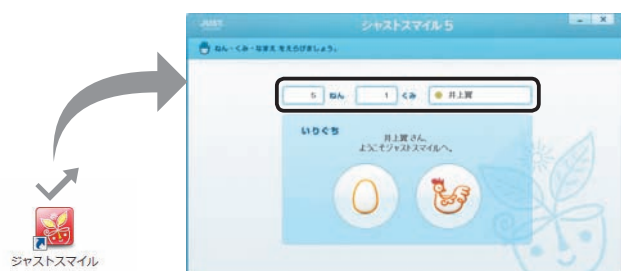 JUST
ジャストスマイル 5
ねん・くみ・なまえ をえらびましょう。
5 ねん 1 くみ 井上翼
いりぐち
井上翼 さん、
ようこそジャストスマイルへ。
ジャストスマイル